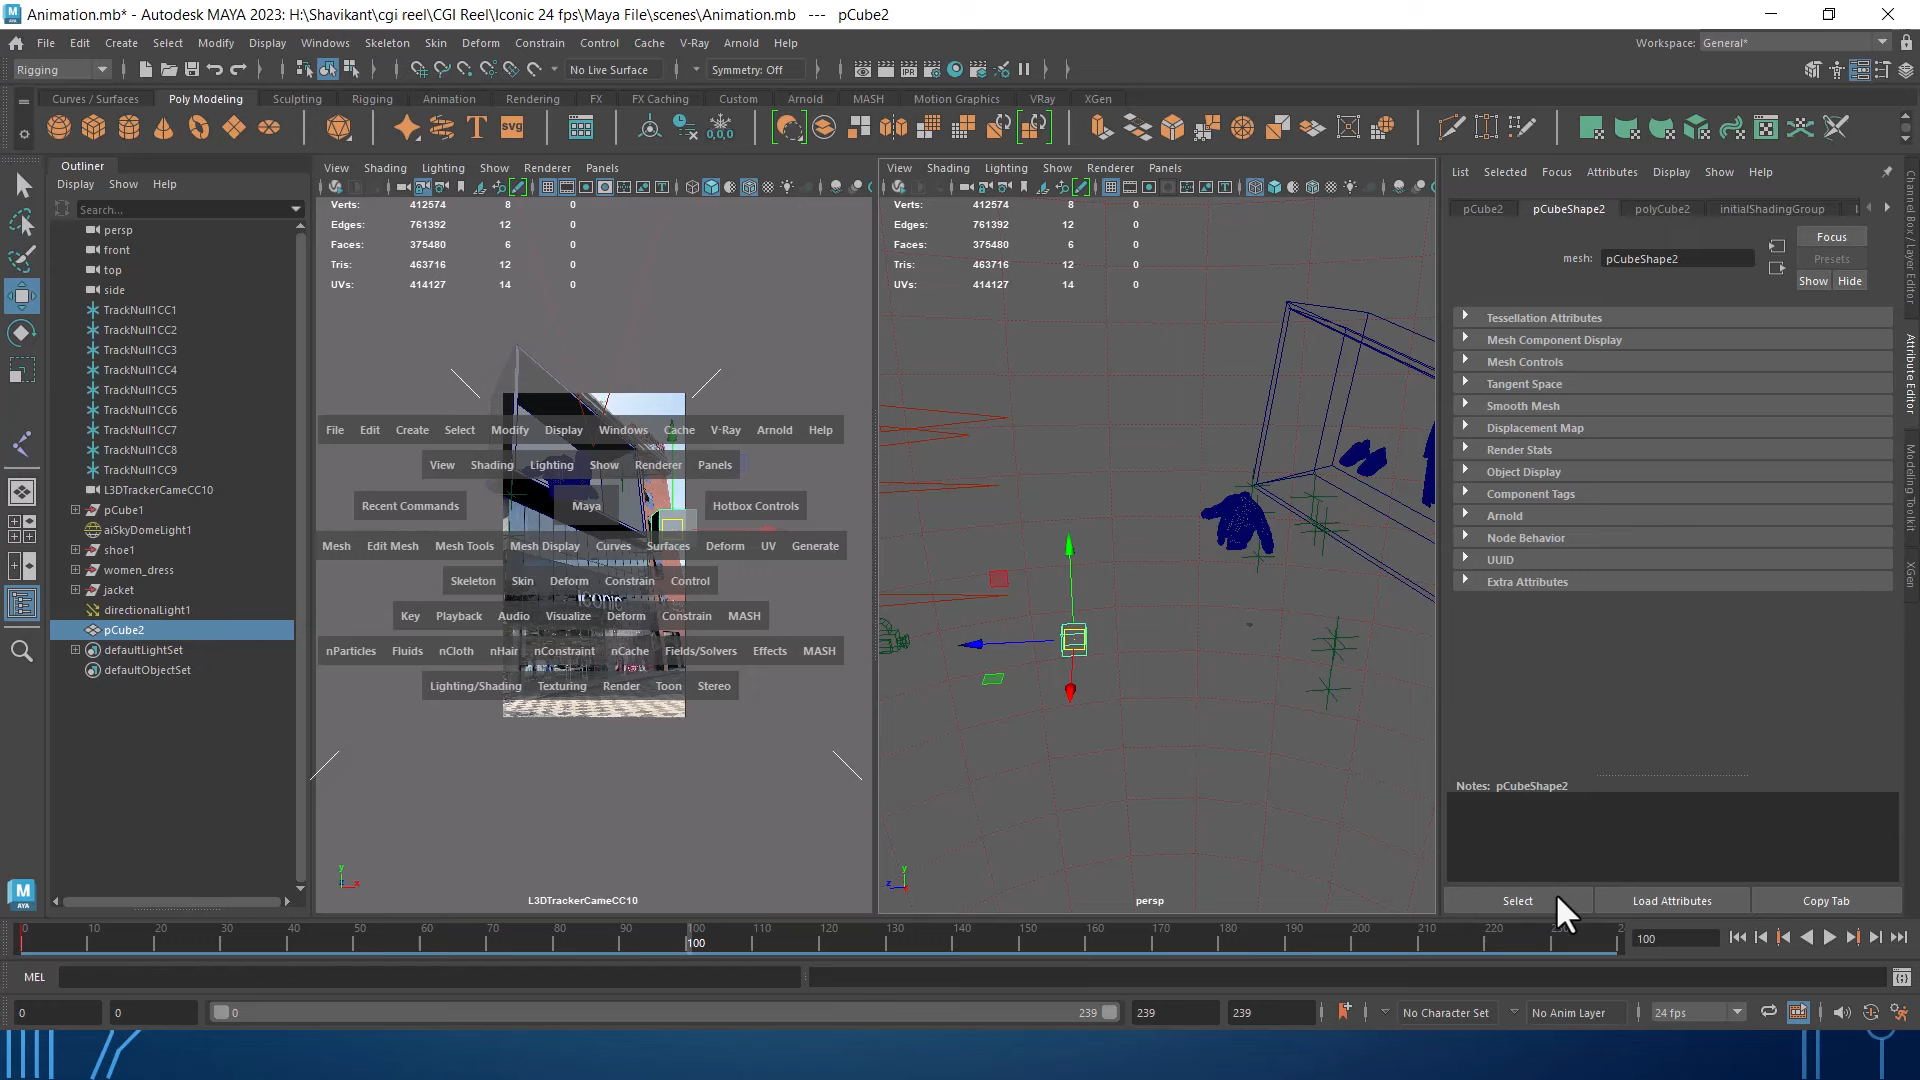 Animation.mb* - Autodesk MAYA 2023: H:\Shavikant\cgi reel\CGI Reel\Iconic 24 fps\Maya File\scenes\Animation.mb --- pCube2
File Edit Create Select Modify Display Windows Skeleton Skin Deform Constrain Control Cache V-Ray Arnold Help
Workspace: General*
Rigging No Live Surface Symmetry: Off
Curves / Surfaces Poly Modeling Sculpting Rigging Animation Rendering FX FX Caching Custom Arnold MASH Motion Graphics VRay XGen
Outliner
Display Show Help
Search...
persp
front
top
side
TrackNull1CC1
TrackNull1CC2
TrackNull1CC3
TrackNull1CC4
TrackNull1CC5
TrackNull1CC6
TrackNull1CC7
TrackNull1CC8
TrackNull1CC9
L3DTrackerCameCC10
pCube1
aiSkyDomeLight1
shoe1
women_dress
jacket
directionalLight1
pCube2
defaultLightSet
defaultObjectSet
View Shading Lighting Show Renderer Panels
Verts: 412574 8 0
Edges: 761392 12 0
Faces: 375480 6 0
Tris: 463716 12 0
UVs: 414127 14 0
File Edit Create Select Modify Display Windows Cache V-Ray Arnold Help
View Shading Lighting Show Renderer Panels
Recent Commands Maya Hotbox Controls
Mesh Edit Mesh Mesh Tools Mesh Display Curves Surfaces Deform UV Generate
Skeleton Skin Deform Constrain Control
Iconic
Key Playback Audio Visualize Deform Constrain MASH
nParticles Fluids nCloth nHair nConstraint nCache Fields/Solvers Effects MASH
Lighting/Shading Texturing Render Toon Stereo
L3DTrackerCameCC10
View Shading Lighting Show Renderer Panels
Verts: 412574 8 0
Edges: 761392 12 0
Faces: 375480 6 0
Tris: 463716 12 0
UVs: 414127 14 0
persp
List Selected Focus Attributes Display Show Help
pCube2 pCubeShape2 polyCube2 initialShadingGroup
Focus
mesh: pCubeShape2 Presets
Show Hide
Tessellation Attributes
Mesh Component Display
Mesh Controls
Tangent Space
Smooth Mesh
Displacement Map
Render Stats
Object Display
Component Tags
Arnold
Node Behavior
UUID
Extra Attributes
Notes: pCubeShape2
Select Load Attributes Copy Tab
Channel Box / Layer Editor
Attribute Editor
Modeling Toolkit
XGen
0 10 20 30 40 50 60 70 80 90 100 110 120 130 140 150 160 170 180 190 200 210 220
100
100
MEL
0 0 0 239 239 239 No Character Set No Anim Layer 24 fps